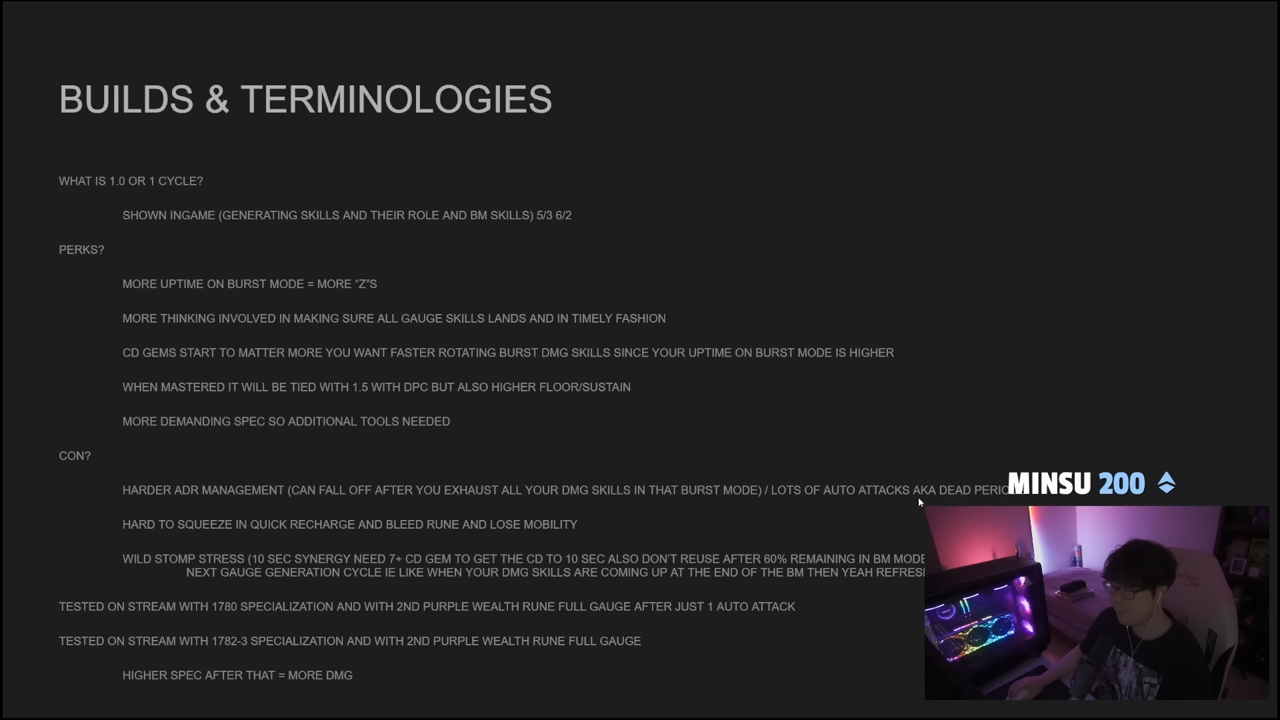 BUILDS & TERMINOLOGIES
WHAT IS 1.0 OR 1 CYCLE?
SHOWN INGAME (GENERATING SKILLS AND THEIR ROLE AND BM SKILLS) 5/3 6/2
PERKS?
MORE UPTIME ON BURST MODE = MORE “Z”S
MORE THINKING INVOLVED IN MAKING SURE ALL GAUGE SKILLS LANDS AND IN TIMELY FASHION
CD GEMS START TO MATTER MORE YOU WANT FASTER ROTATING BURST DMG SKILLS SINCE YOUR UPTIME ON BURST MODE IS HIGHER
WHEN MASTERED IT WILL BE TIED WITH 1.5 WITH DPC BUT ALSO HIGHER FLOOR/SUSTAIN
MORE DEMANDING SPEC SO ADDITIONAL TOOLS NEEDED
CON?
HARDER ADR MANAGEMENT (CAN FALL OFF AFTER YOU EXHAUST ALL YOUR DMG SKILLS IN THAT BURST MODE) / LOTS OF AUTO ATTACKS AKA DEAD
MINSU 200
HARD TO SQUEEZE IN QUICK RECHARGE AND BLEED RUNE AND LOSE MOBILITY
WILD STOMP STRESS (10 SEC SYNERGY NEED 7+ CD GEM TO GET THE CD TO 10 SEC ALSO DON’T REUSE AFTER 60% REMAINING IN BM MODE
NEXT GAUGE GENERATION CYCLE IE LIKE WHEN YOUR DMG SKILLS ARE COMING UP AT THE END OF THE BM THEN YEAH
TESTED ON STREAM WITH 1780 SPECIALIZATION AND WITH 2ND PURPLE WEALTH RUNE FULL GAUGE AFTER JUST 1 AUTO ATTACK
TESTED ON STREAM WITH 1782-3 SPECIALIZATION AND WITH 2ND PURPLE WEALTH RUNE FULL GAUGE
HIGHER SPEC AFTER THAT = MORE DMG